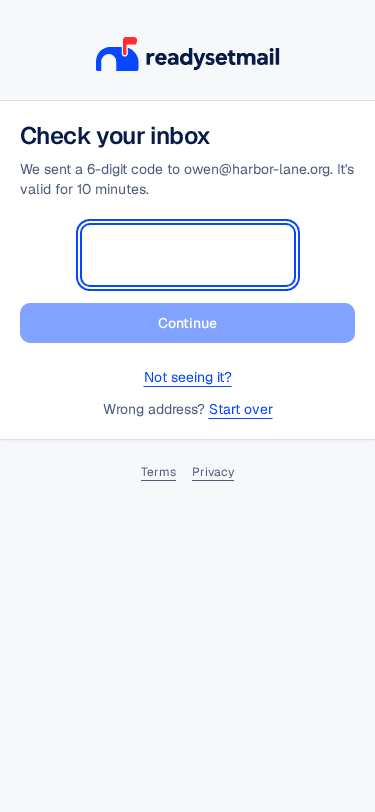 readysetmail
Check your inbox
We sent a 6-digit code to owen@harbor-lane.org. It's
valid for 10 minutes.
Continue
Not seeing it?
Wrong address? Start over
Terms Privacy